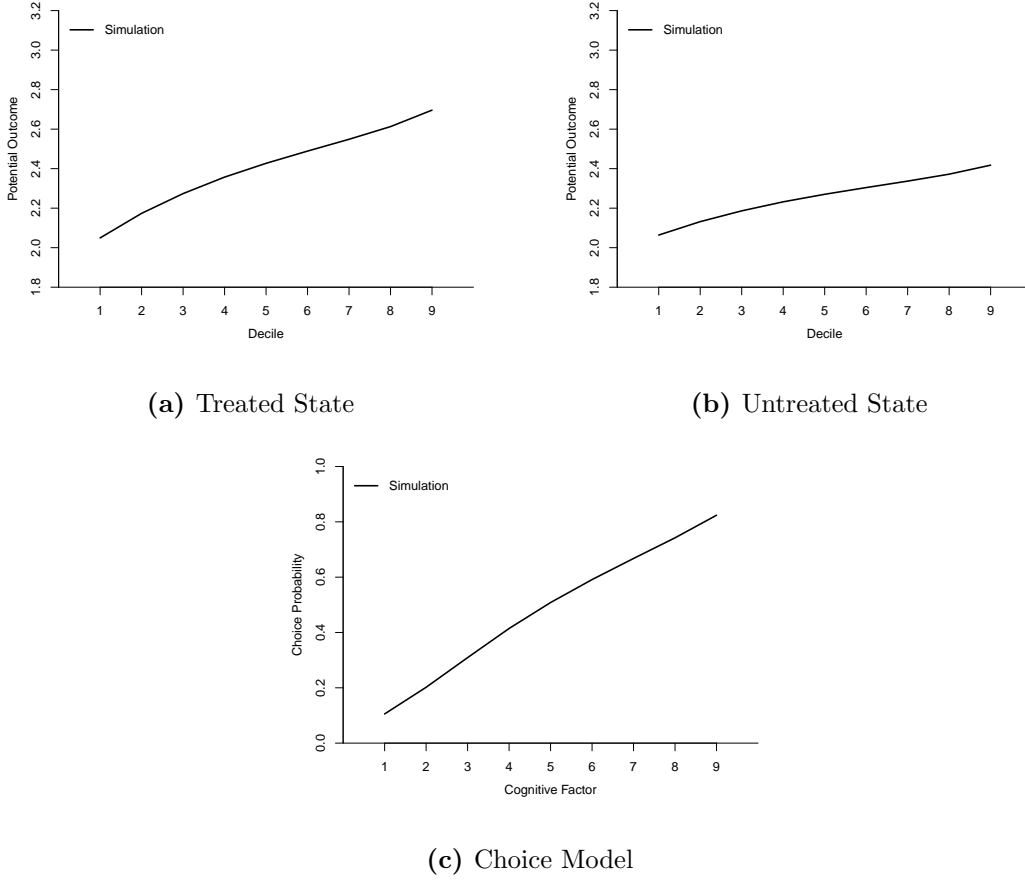 Simulation
Potential Outcome
3.2
3.0
2.8
2.6
2.4
2.2
2.0
1.8
1 2 3 4 5 6 7 8 9
Decile
(a) Treated State
Simulation
Potential Outcome
3.2
3.0
2.8
2.6
2.4
2.2
2.0
1.8
1 2 3 4 5 6 7 8 9
Decile
(b) Untreated State
Simulation
Choice Probability
1.0
0.8
0.6
0.4
0.2
0.0
1 2 3 4 5 6 7 8 9
Cognitive Factor
(c) Choice Model